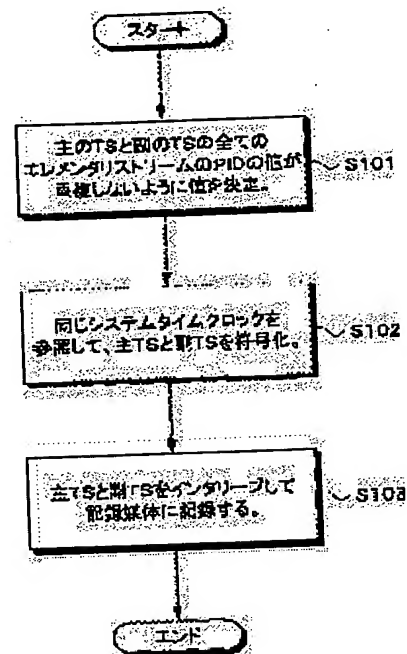 スタート
主のTSと副のTSの全ての
エレメンタリストリームのPIDの値が
重複しないように値を決定。
S101
同じシステムタイムクロックを
参照して、主TSと副TSを符号化。
S102
主TSと副TSをインタリーブして
記録媒体に記録する。
S103
エンド